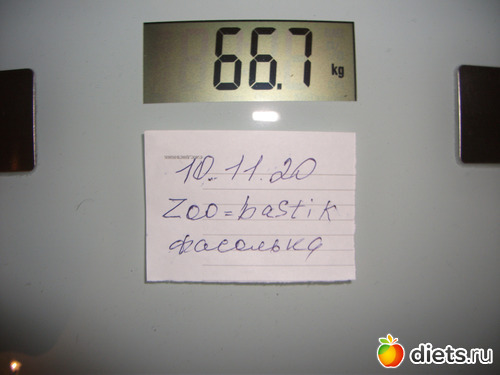 66.7 kg
10.11.20
Zoo=bastik
фасолька
diets.ru